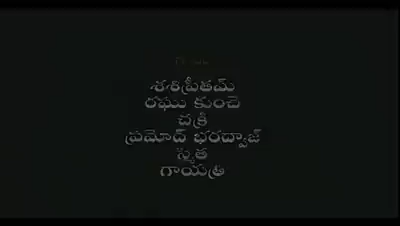 శశిప్రీతమ్
రఘు కుంచె
చక్రి
ప్రమోద్ భరద్వాజ్
స్మిత
గాయత్రి